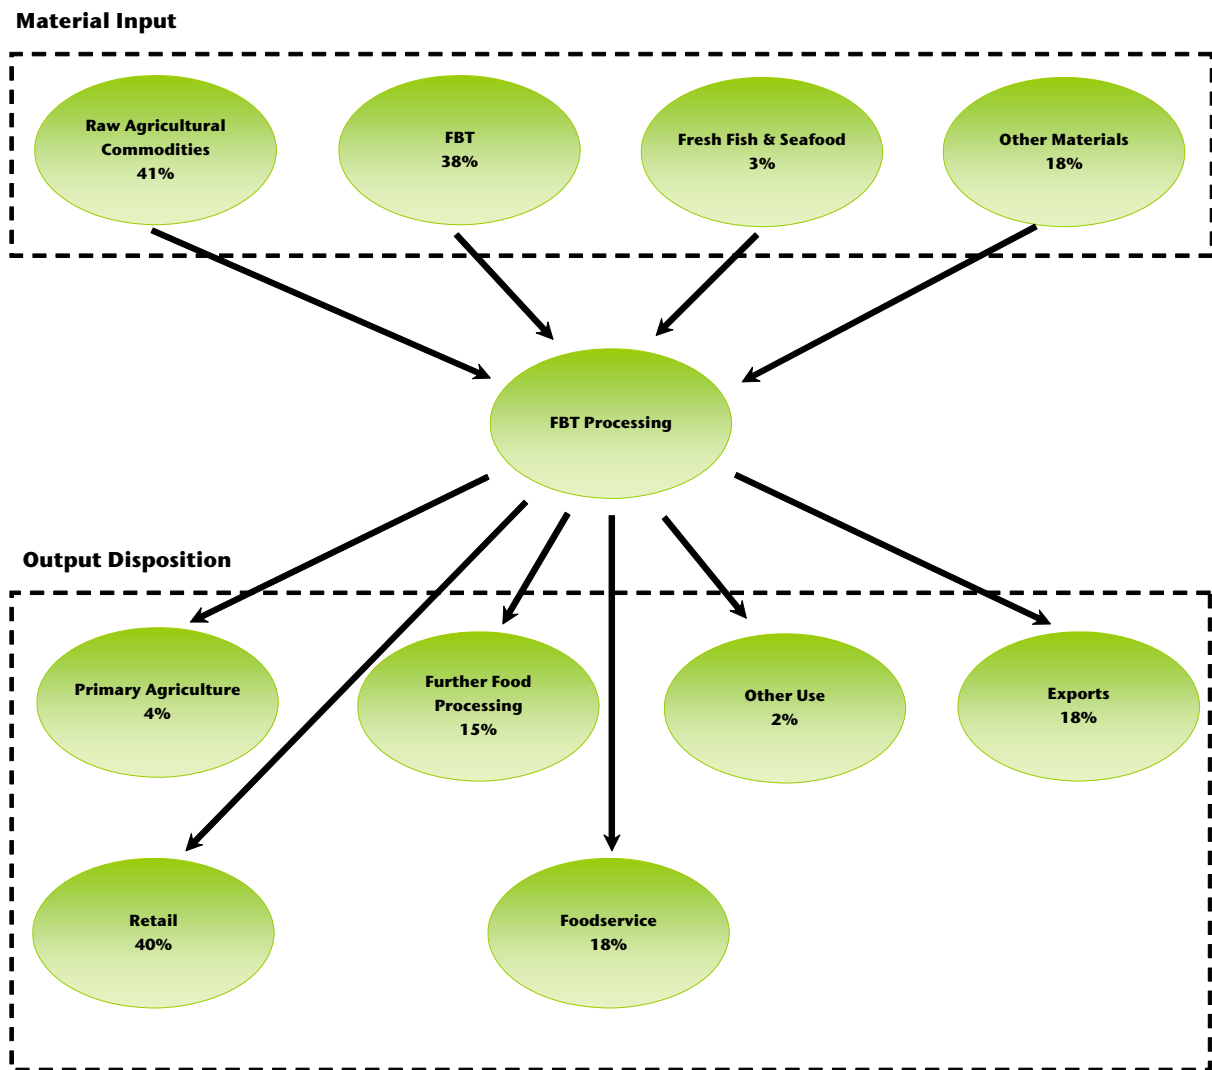 Material Input
Raw Agricultural
Commodities
41%
FBT
38%
Fresh Fish & Seafood
3%
Other Materials
18%
FBT Processing
Output Disposition
Primary Agriculture
4%
Further Food
Processing
15%
Other Use
2%
Exports
18%
Retail
40%
Foodservice
18%